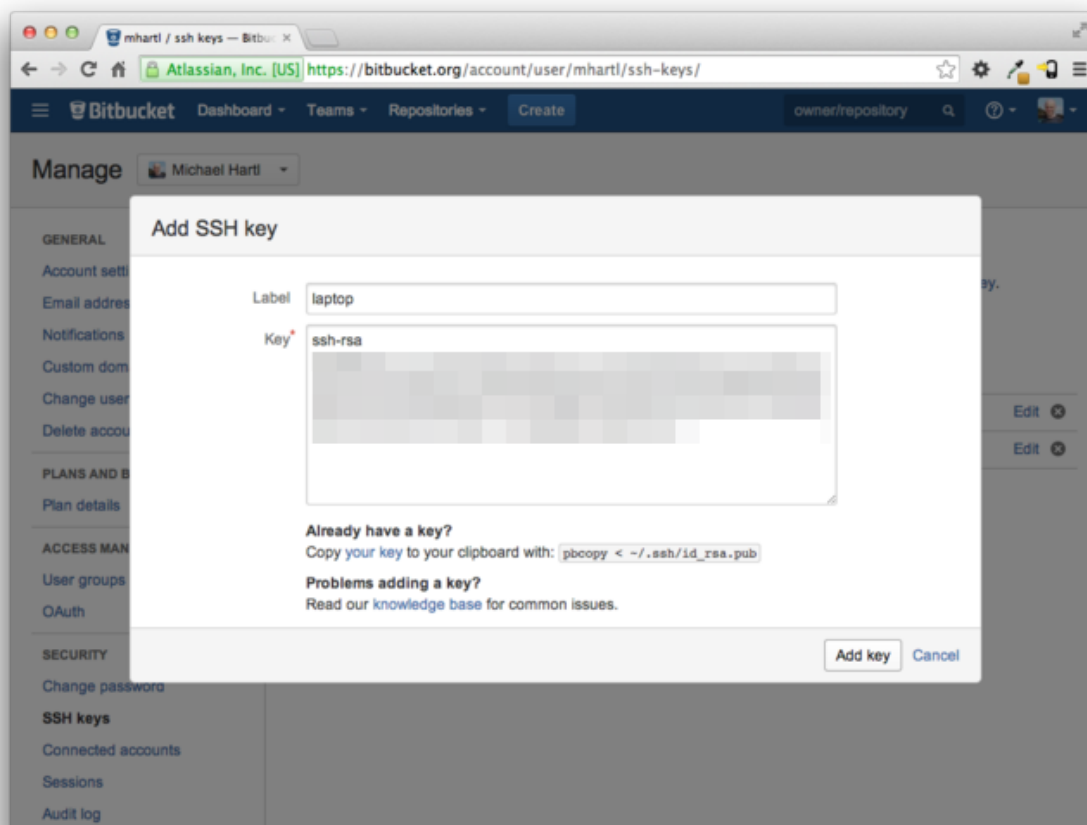 mhartl / ssh keys — Bitbu
Atlassian, Inc. [US] https://bitbucket.org/account/user/mhartl/ssh-keys/
Bitbucket Dashboard Teams Repositories Create owner/repository
Manage Michael Hartl
Add SSH key
GENERAL
Account setti
Email addres
Notifications
Custom dom
Change user
Delete accou
PLANS AND B
Plan details
ACCESS MAN
User groups
OAuth
SECURITY
Change password
SSH keys
Connected accounts
Sessions
Audit log
Label laptop
Key* ssh-rsa
Already have a key?
Copy your key to your clipboard with: pbcopy < ~/.ssh/id_rsa.pub
Problems adding a key?
Read our knowledge base for common issues.
Add key Cancel
ey.
Edit
Edit